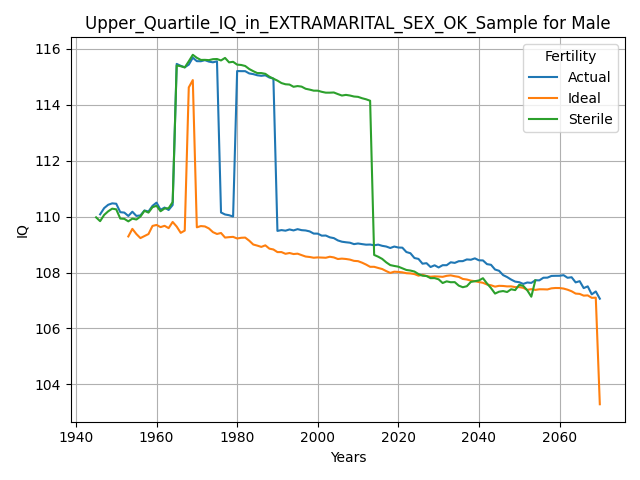 Upper_Quartile_IQ_in_EXTRAMARITAL_SEX_OK_Sample for Male
Fertility
Actual
Ideal
Sterile
116
114
112
110
108
106
104
IQ
1940
1960
1980
2000
2020
2040
2060
Years